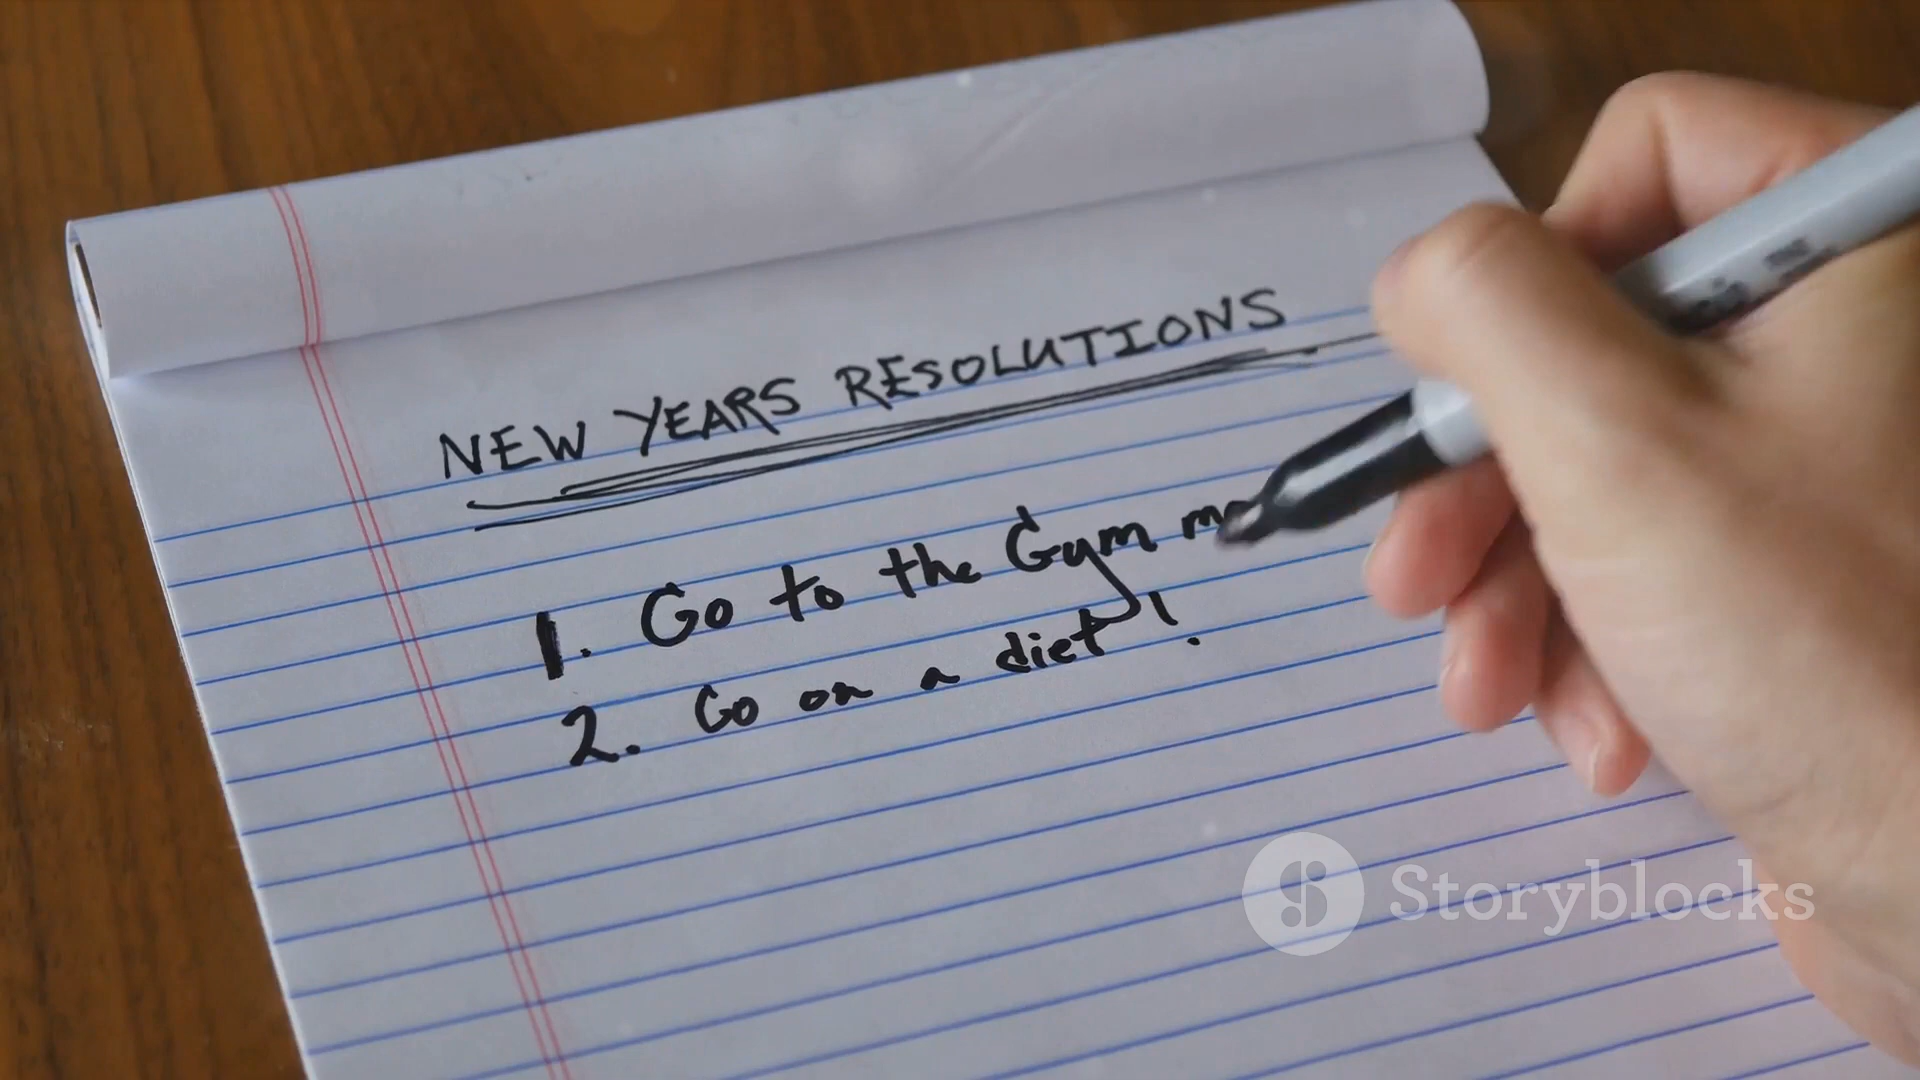 NEW YEARS RESOLUTIONS
1. Go to the Gym
2. Go on a diet!
Storyblocks